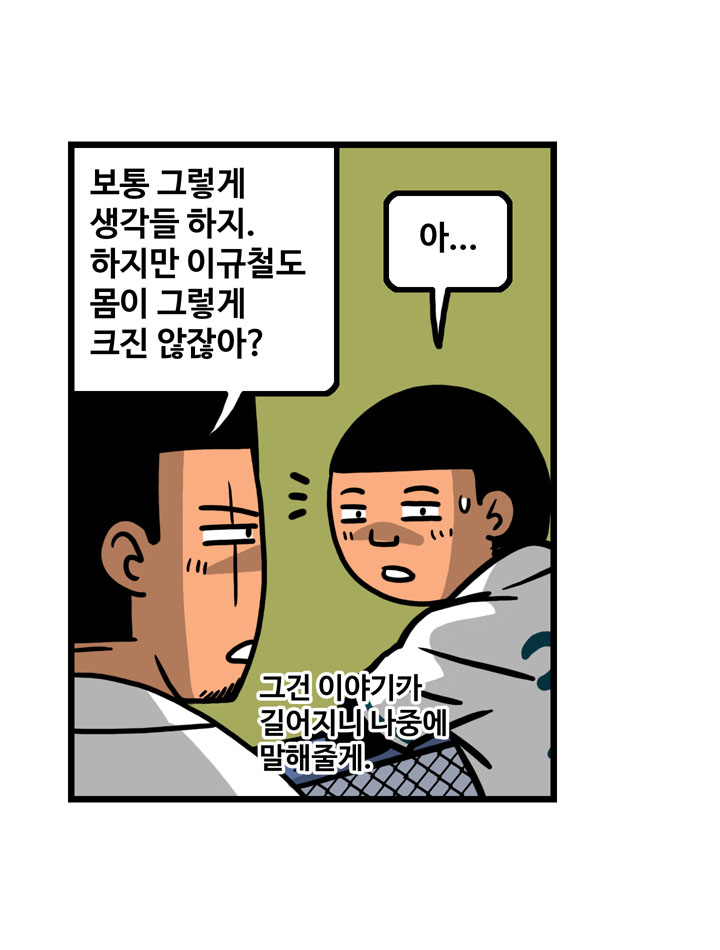 보통 그렇게
생각들 하지.
하지만 이규철도
몸이 그렇게
크진 않잖아?
아...
그건 이야기가
길어지니 나중에
말해줄게.